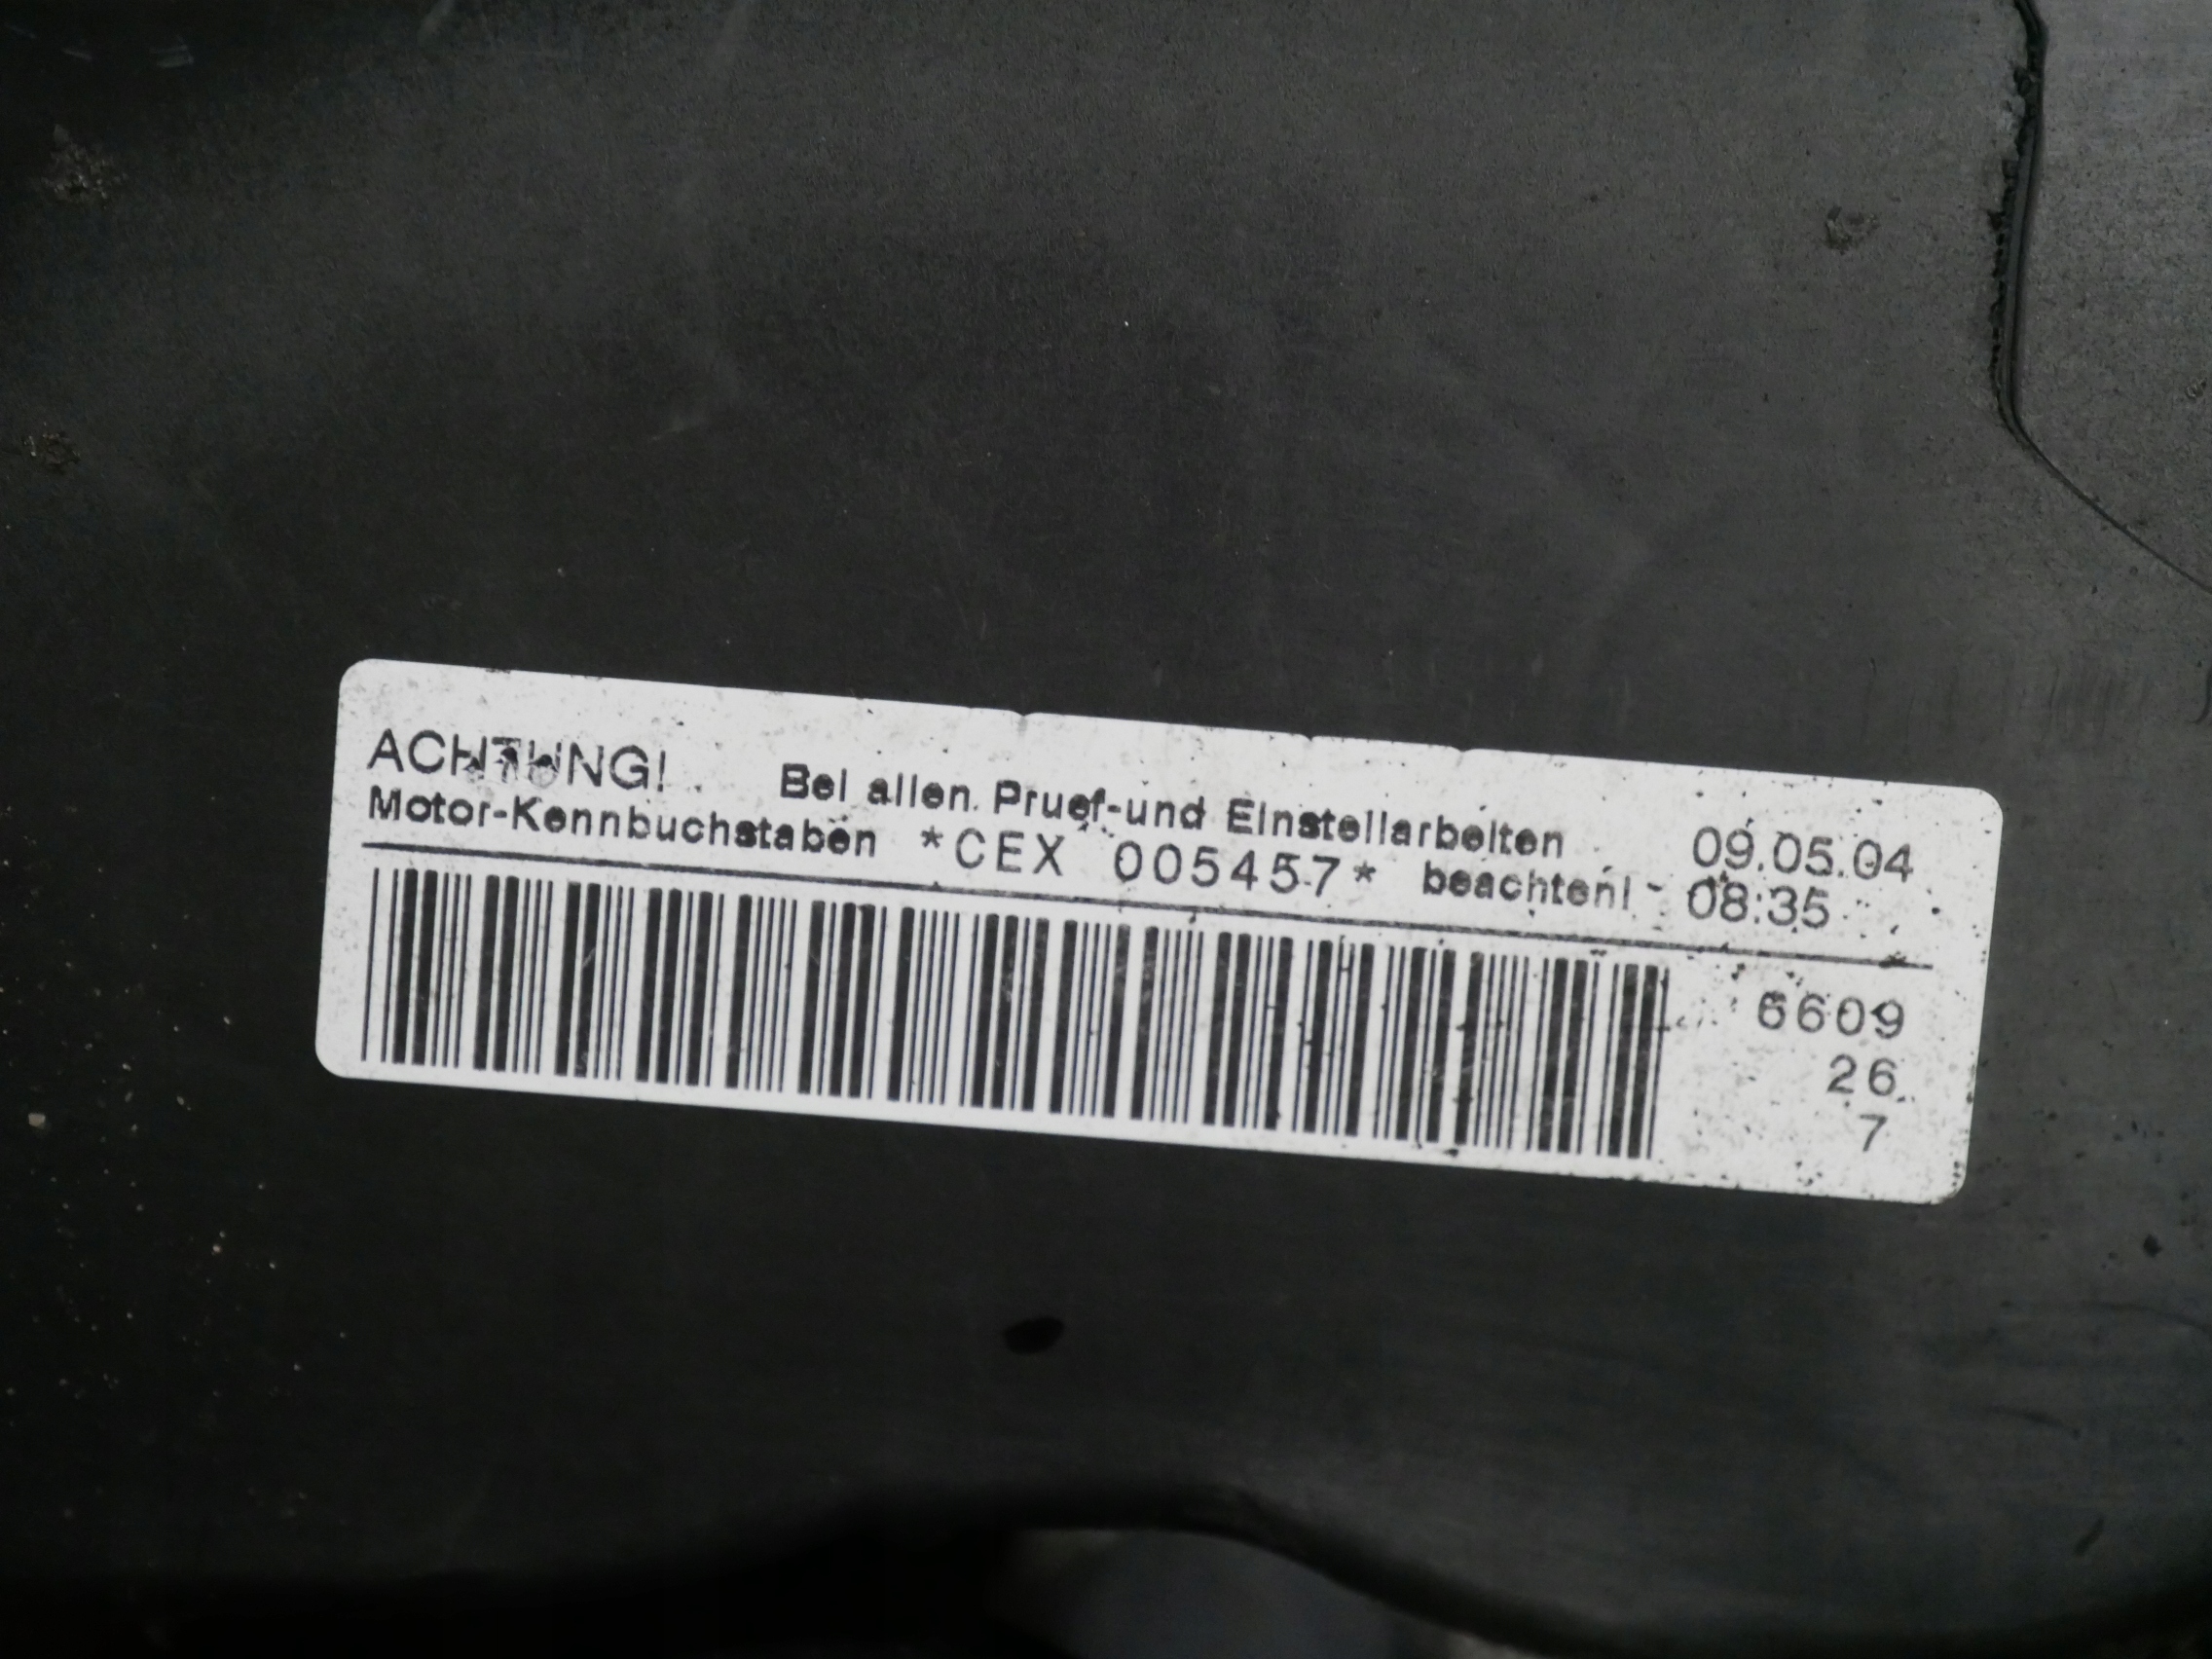 ACHTUNG! Bei allen Pruef-und Einstellarbeiten 09.05.04
Motor-Kennbuchstaben *CEX 005457* beachten! 08:35
6609
26
7